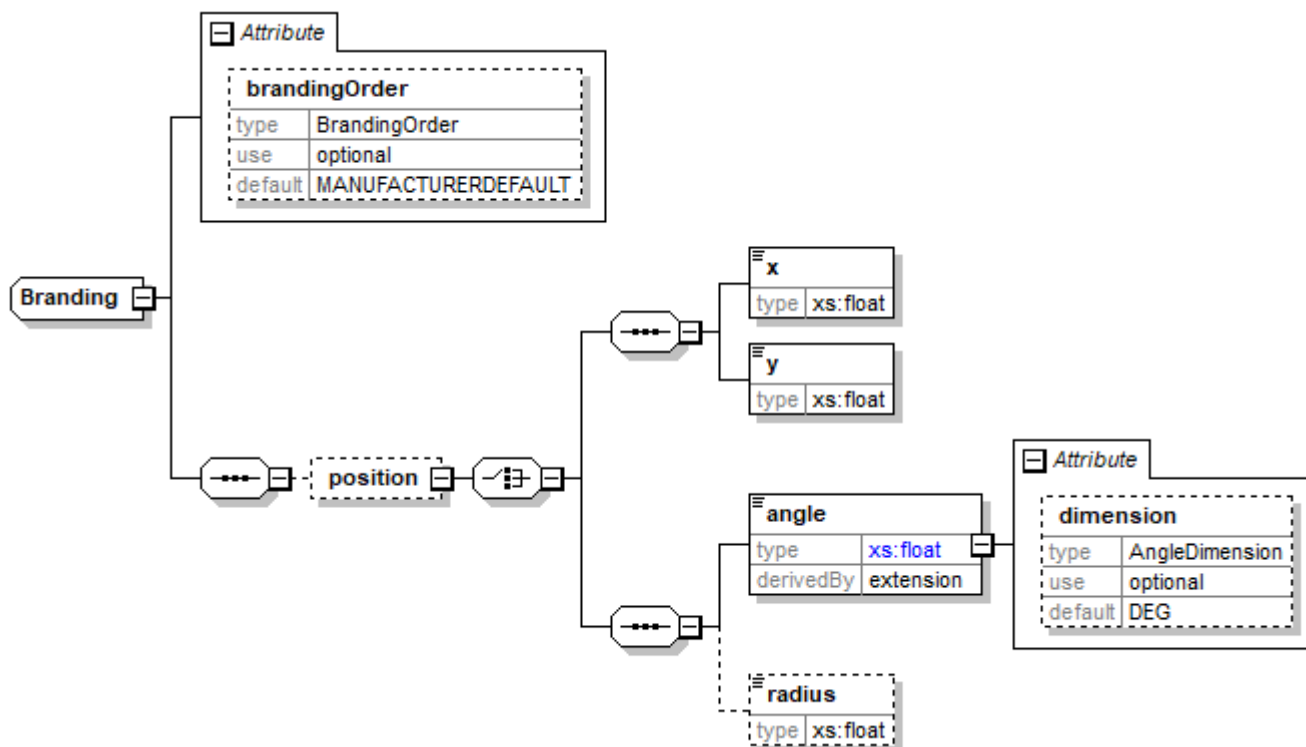 Attribute
brandingOrder
type BrandingOrder
use optional
default MANUFACTURERDEFAULT
Branding
x
type xs:float
y
type xs:float
position
angle
type xs:float
derivedBy extension
Attribute
dimension
type AngleDimension
use optional
default DEG
radius
type xs:float